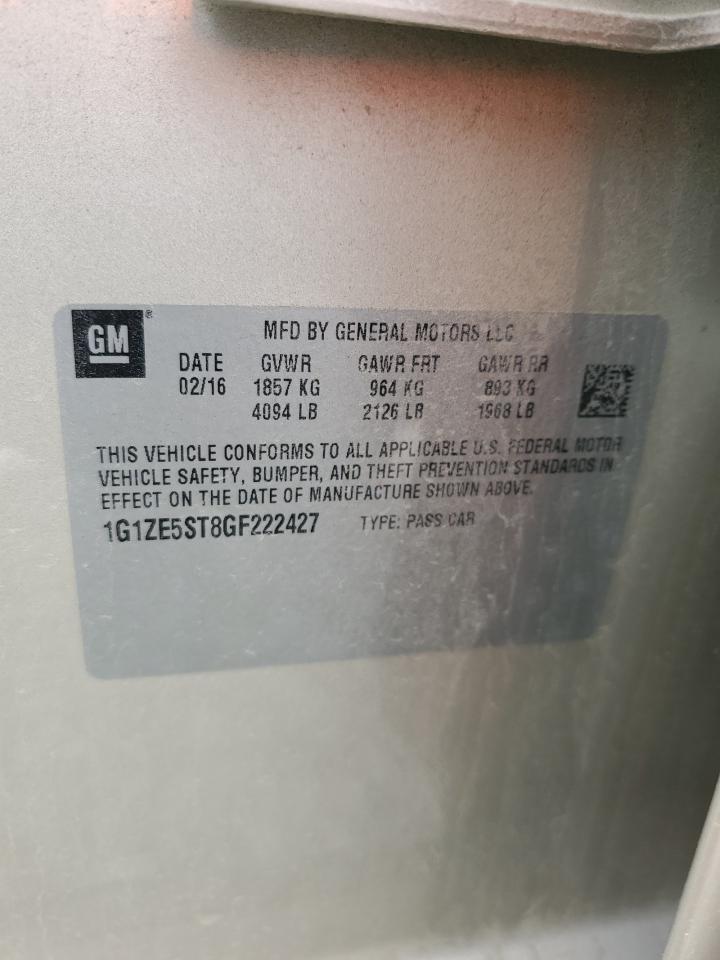 GM®
MFD BY GENERAL MOTORS LLC
DATE GVWR GAWR FRT GAWR RR
02/16 1857 KG 964 KG 893 KG
4094 LB 2126 LB 1968 LB
THIS VEHICLE CONFORMS TO ALL APPLICABLE U.S. FEDERAL MOTOR
VEHICLE SAFETY, BUMPER, AND THEFT PREVENTION STANDARDS IN
EFFECT ON THE DATE OF MANUFACTURE SHOWN ABOVE.
1G1ZE5ST8GF222427 TYPE: PASS CAR